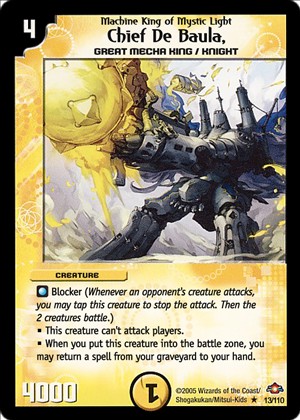 4
Machine King of Mystic Light
Chief De Baula,
GREAT MECHA KING / KNIGHT
CREATURE
Blocker (Whenever an opponent's creature attacks,
you may tap this creature to stop the attack. Then the
2 creatures battle.)
▪ This creature can't attack players.
▪ When you put this creature into the battle zone, you
may return a spell from your graveyard to your hand.
4000
1
©2005 Wizards of the Coast/
Shogakukan/Mitsui-Kids ★ 13/110